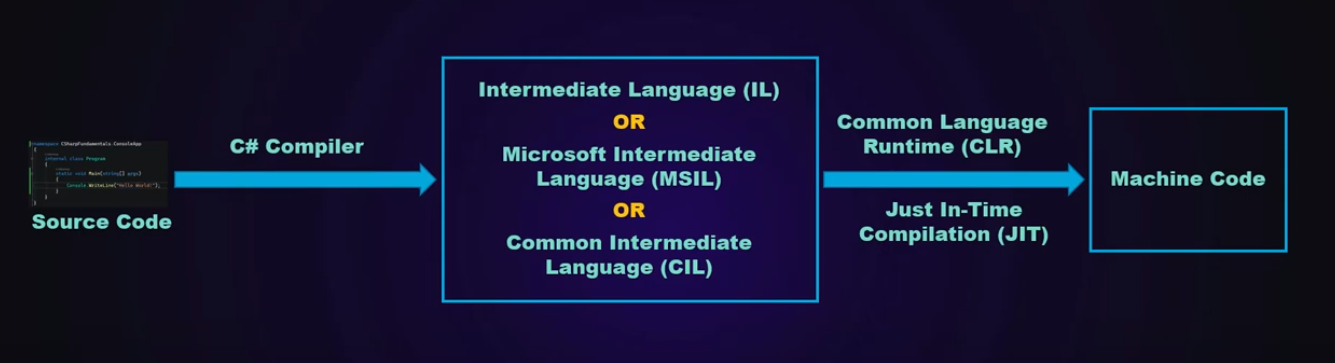 namespace CSharpFundamentals.ConsoleApp
{
internal class Program
{
static void Main(string[] args)
{
Console.WriteLine("Hello World!");
}
}
}
Source Code
C# Compiler
Intermediate Language (IL)
OR
Microsoft Intermediate
Language (MSIL)
OR
Common Intermediate
Language (CIL)
Common Language
Runtime (CLR)
Just In-Time
Compilation (JIT)
Machine Code